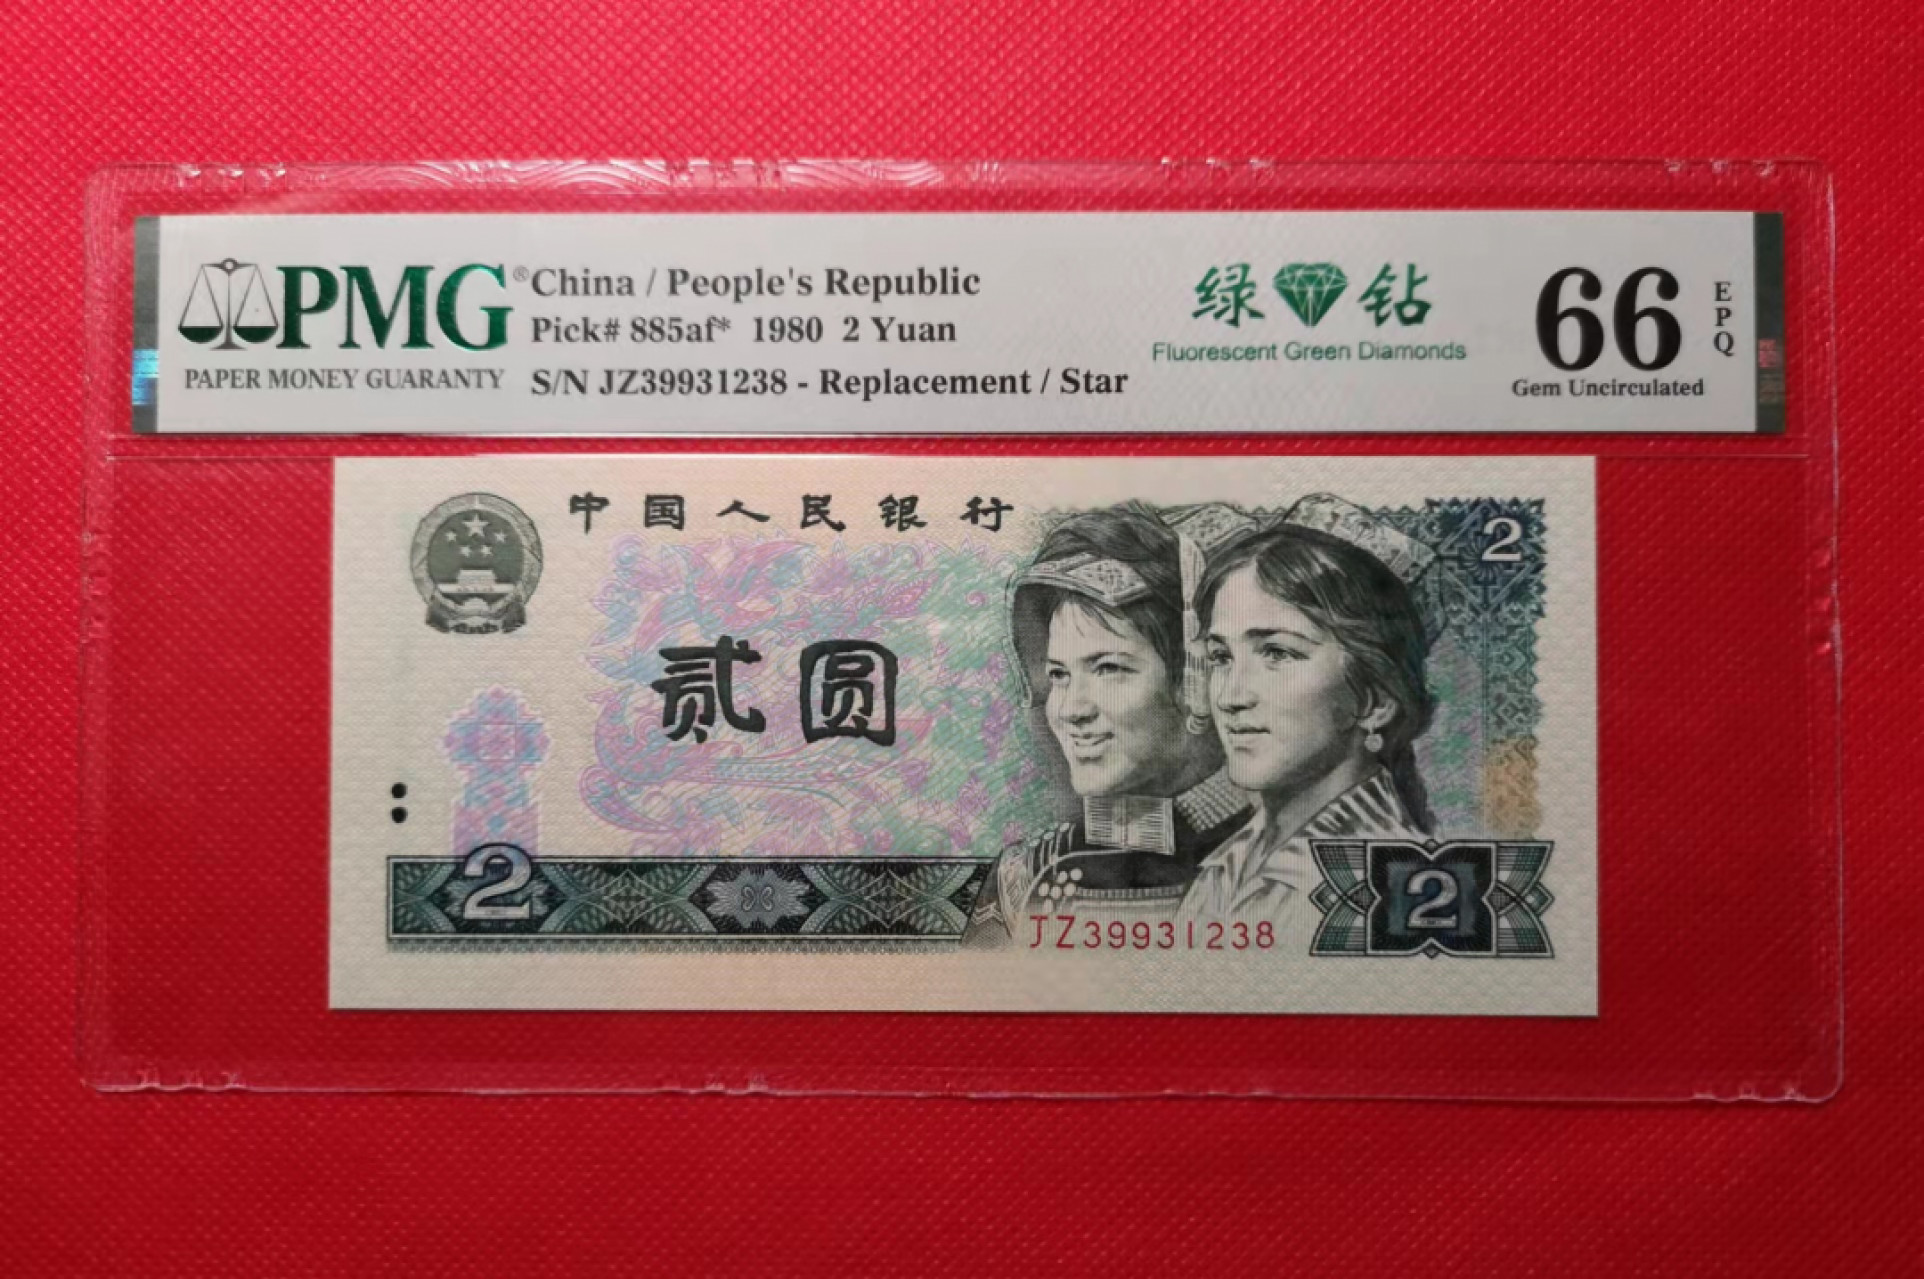 PMG®
PAPER MONEY GUARANTY
China / People's Republic
Pick# 885af* 1980 2 Yuan
S/N JZ39931238 - Replacement / Star
绿钻
Fluorescent Green Diamonds
66
EPQ
Gem Uncirculated
中国人民银行
2
贰圆
2
JZ39931238
2